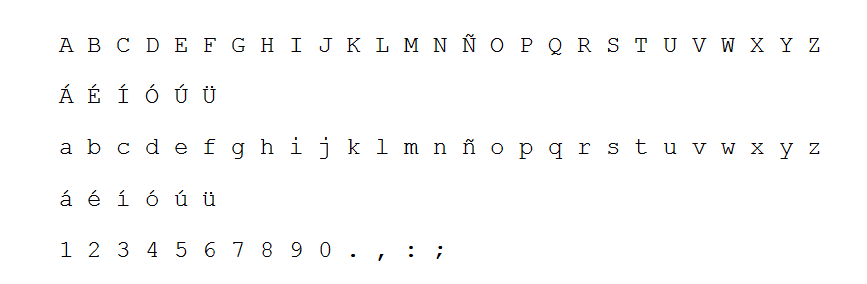 A B C D E F G H I J K L M N Ñ O P Q R S T U V W X Y Z
Á É Í Ó Ú Ü
a b c d e f g h i j k l m n ñ o p q r s t u v w x y z
á é í ó ú ü
1 2 3 4 5 6 7 8 9 0 . , : ;